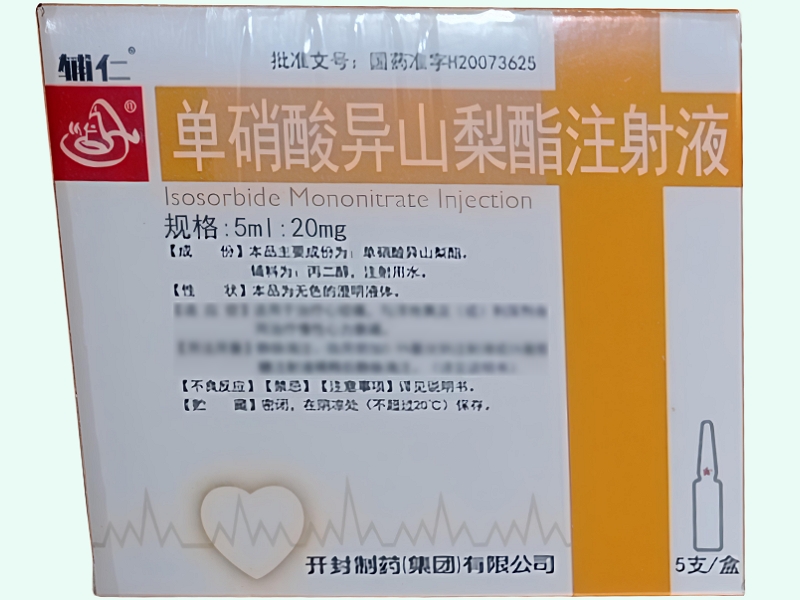 辅仁®
批准文号：国药准字H20073625
单硝酸异山梨酯注射液
Isosorbide Mononitrate Injection
规格:5ml:20mg
【成 份】本品主要成份为：单硝酸异山梨酯。
辅料为：丙二醇，注射用水。
【性 状】本品为无色的澄明液体。
【不良反应】【禁忌】【注意事项】详见说明书。
【贮 藏】密闭，在阴凉处（不超过20℃）保存。
开封制药(集团)有限公司
5支/盒